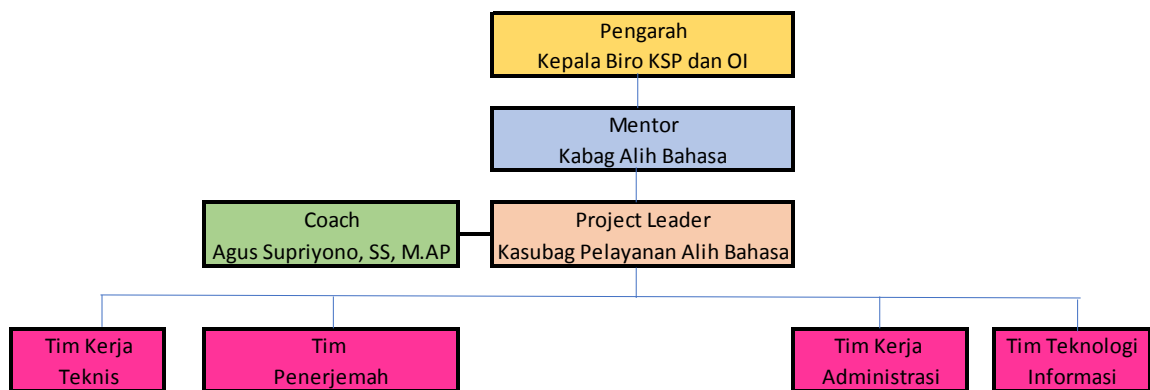 Pengarah
Kepala Biro KSP dan OI
Mentor
Kabag Alih Bahasa
Coach
Agus Supriyono, SS, M.AP
Project Leader
Kasubag Pelayanan Alih Bahasa
Tim Kerja
Teknis
Tim
Penerjemah
Tim Kerja
Administrasi
Tim Teknologi
Informasi